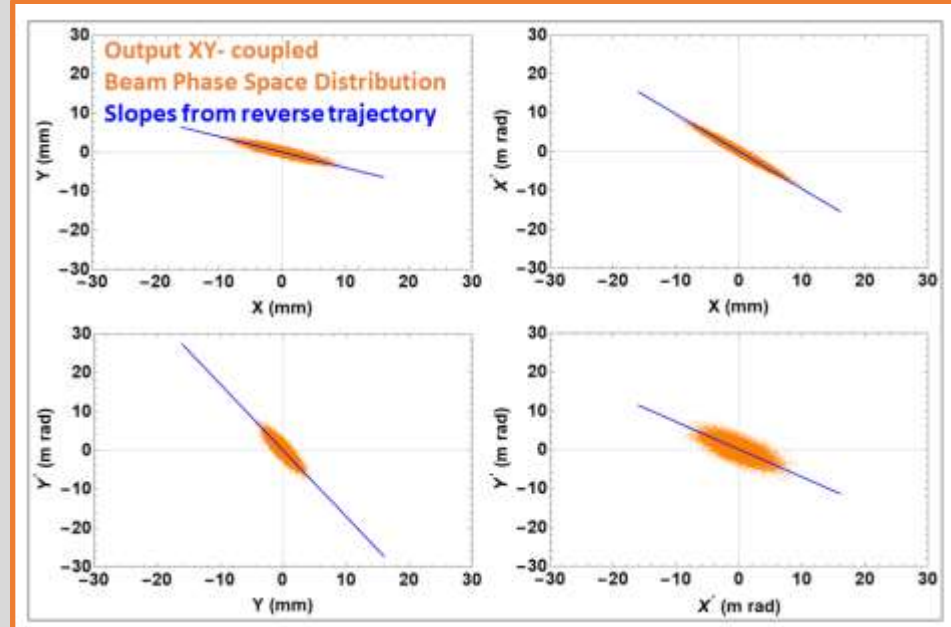 Output XY- coupled
Beam Phase Space Distribution
Slopes from reverse trajectory
30
20
10
0
−10
−20
−30
Y (mm)
−30 −20 −10 0 10 20 30
X (mm)
30
20
10
0
−10
−20
−30
X′ (m rad)
−30 −20 −10 0 10 20 30
X (mm)
30
20
10
0
−10
−20
−30
Y′ (m rad)
−30 −20 −10 0 10 20 30
Y (mm)
30
20
10
0
−10
−20
−30
Y′ (m rad)
−30 −20 −10 0 10 20 30
X′ (m rad)